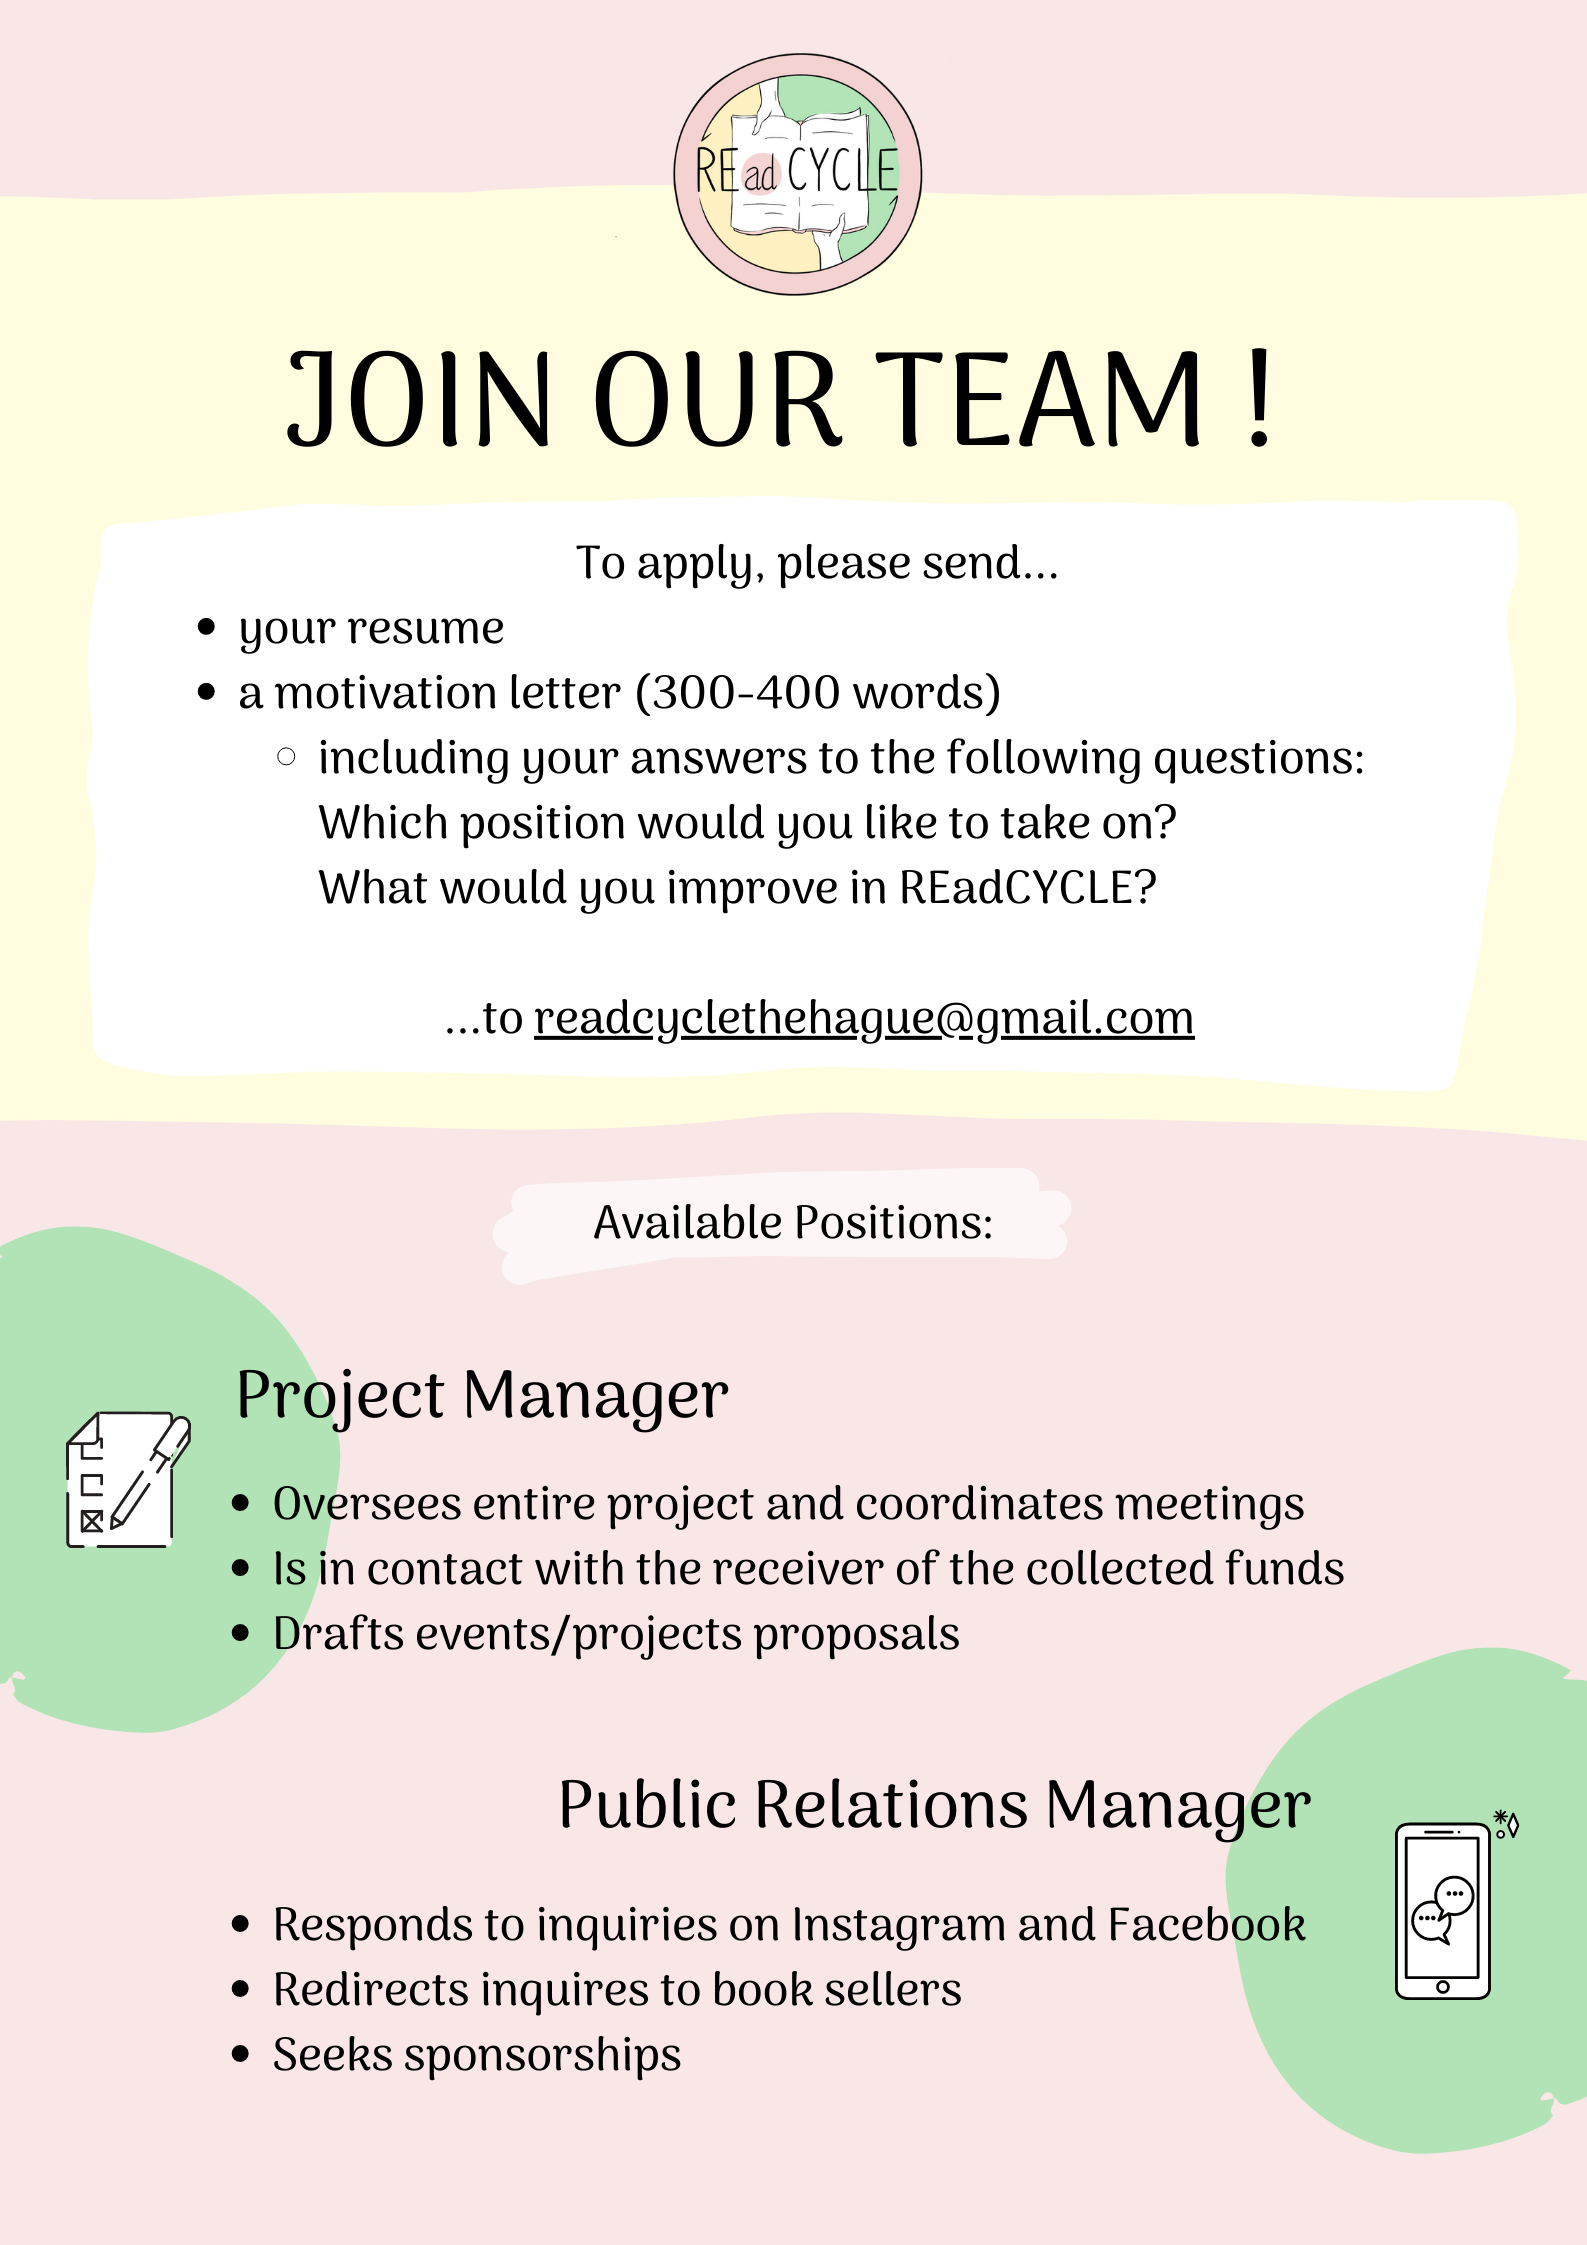 REad CYCLE
JOIN OUR TEAM !
To apply, please send...
• your resume
• a motivation letter (300-400 words)
○ including your answers to the following questions:
Which position would you like to take on?
What would you improve in REadCYCLE?
...to readcyclethehague@gmail.com
Available Positions:
Project Manager
• Oversees entire project and coordinates meetings
• Is in contact with the receiver of the collected funds
• Drafts events/projects proposals
Public Relations Manager
• Responds to inquiries on Instagram and Facebook
• Redirects inquires to book sellers
• Seeks sponsorships